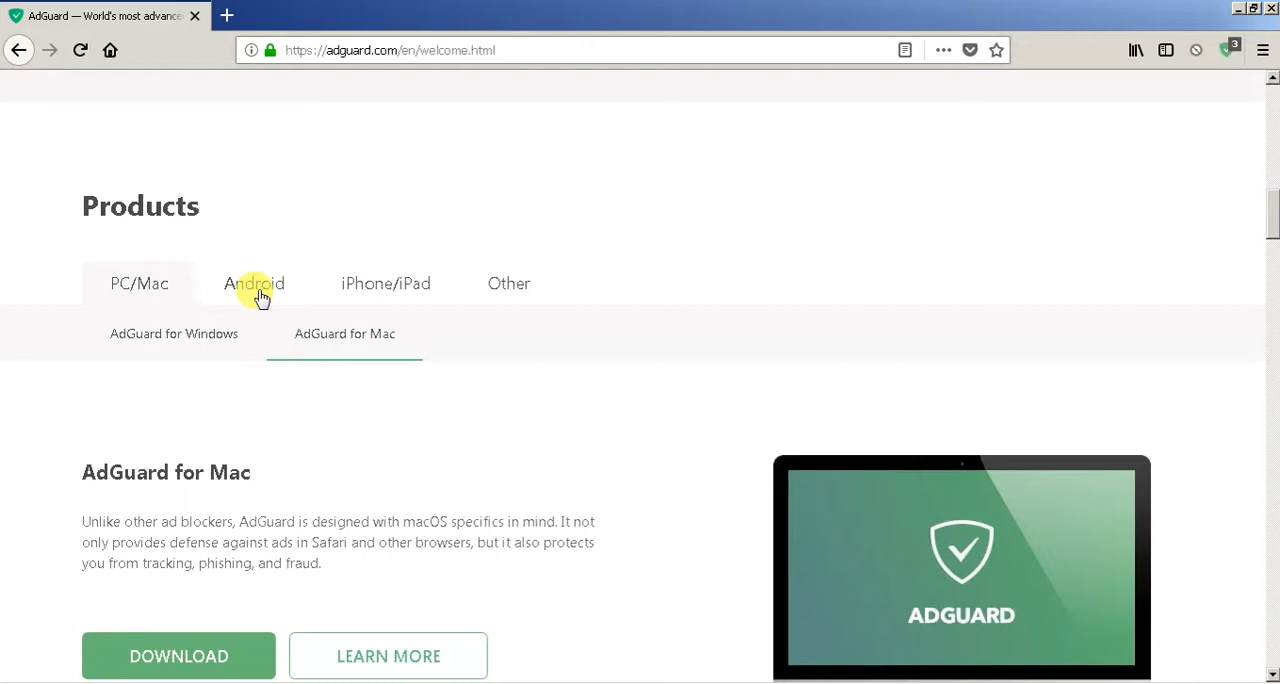 AdGuard — World's most advance
https://adguard.com/en/welcome.html
3
Products
PC/Mac
Android
iPhone/iPad
Other
AdGuard for Windows
AdGuard for Mac
AdGuard for Mac
Unlike other ad blockers, AdGuard is designed with macOS specifics in mind. It not
only provides defense against ads in Safari and other browsers, but it also protects
you from tracking, phishing, and fraud.
DOWNLOAD
LEARN MORE
ADGUARD